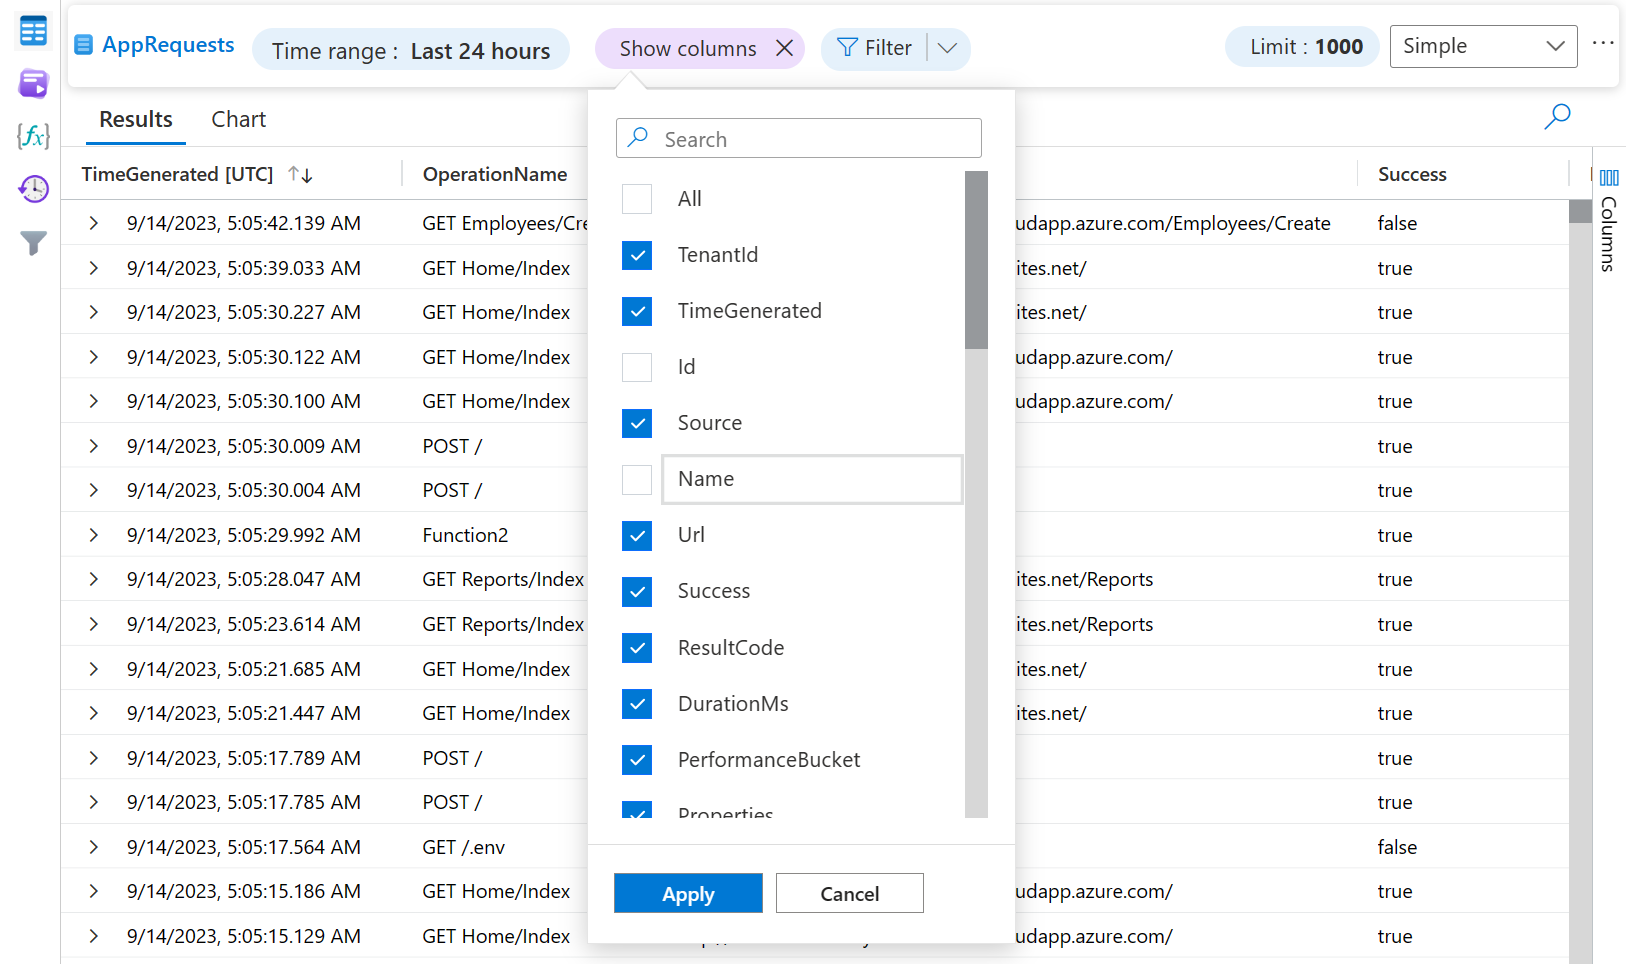 AppRequests Time range : Last 24 hours Show columns Filter Limit : 1000 Simple ...
{fx}
Results Chart
Search
TimeGenerated [UTC] OperationName Success
Columns
All
TenantId
TimeGenerated
Id
Source
Name
Url
Success
ResultCode
DurationMs
PerformanceBucket
Properties
Apply Cancel
9/14/2023, 5:05:42.139 AM GET Employees/Cre udapp.azure.com/Employees/Create false
9/14/2023, 5:05:39.033 AM GET Home/Index ites.net/ true
9/14/2023, 5:05:30.227 AM GET Home/Index ites.net/ true
9/14/2023, 5:05:30.122 AM GET Home/Index udapp.azure.com/ true
9/14/2023, 5:05:30.100 AM GET Home/Index udapp.azure.com/ true
9/14/2023, 5:05:30.009 AM POST / true
9/14/2023, 5:05:30.004 AM POST / true
9/14/2023, 5:05:29.992 AM Function2 true
9/14/2023, 5:05:28.047 AM GET Reports/Index ites.net/Reports true
9/14/2023, 5:05:23.614 AM GET Reports/Index ites.net/Reports true
9/14/2023, 5:05:21.685 AM GET Home/Index ites.net/ true
9/14/2023, 5:05:21.447 AM GET Home/Index ites.net/ true
9/14/2023, 5:05:17.789 AM POST / true
9/14/2023, 5:05:17.785 AM POST / true
9/14/2023, 5:05:17.564 AM GET /.env false
9/14/2023, 5:05:15.186 AM GET Home/Index udapp.azure.com/ true
9/14/2023, 5:05:15.129 AM GET Home/Index udapp.azure.com/ true